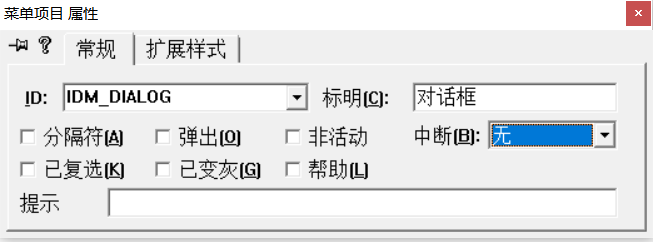 菜单项目 属性
常规 扩展样式
ID: IDM_DIALOG 标明(C): 对话框
分隔符(A) 弹出(O) 非活动 中断(B): 无
已复选(K) 已变灰(G) 帮助(L)
提示